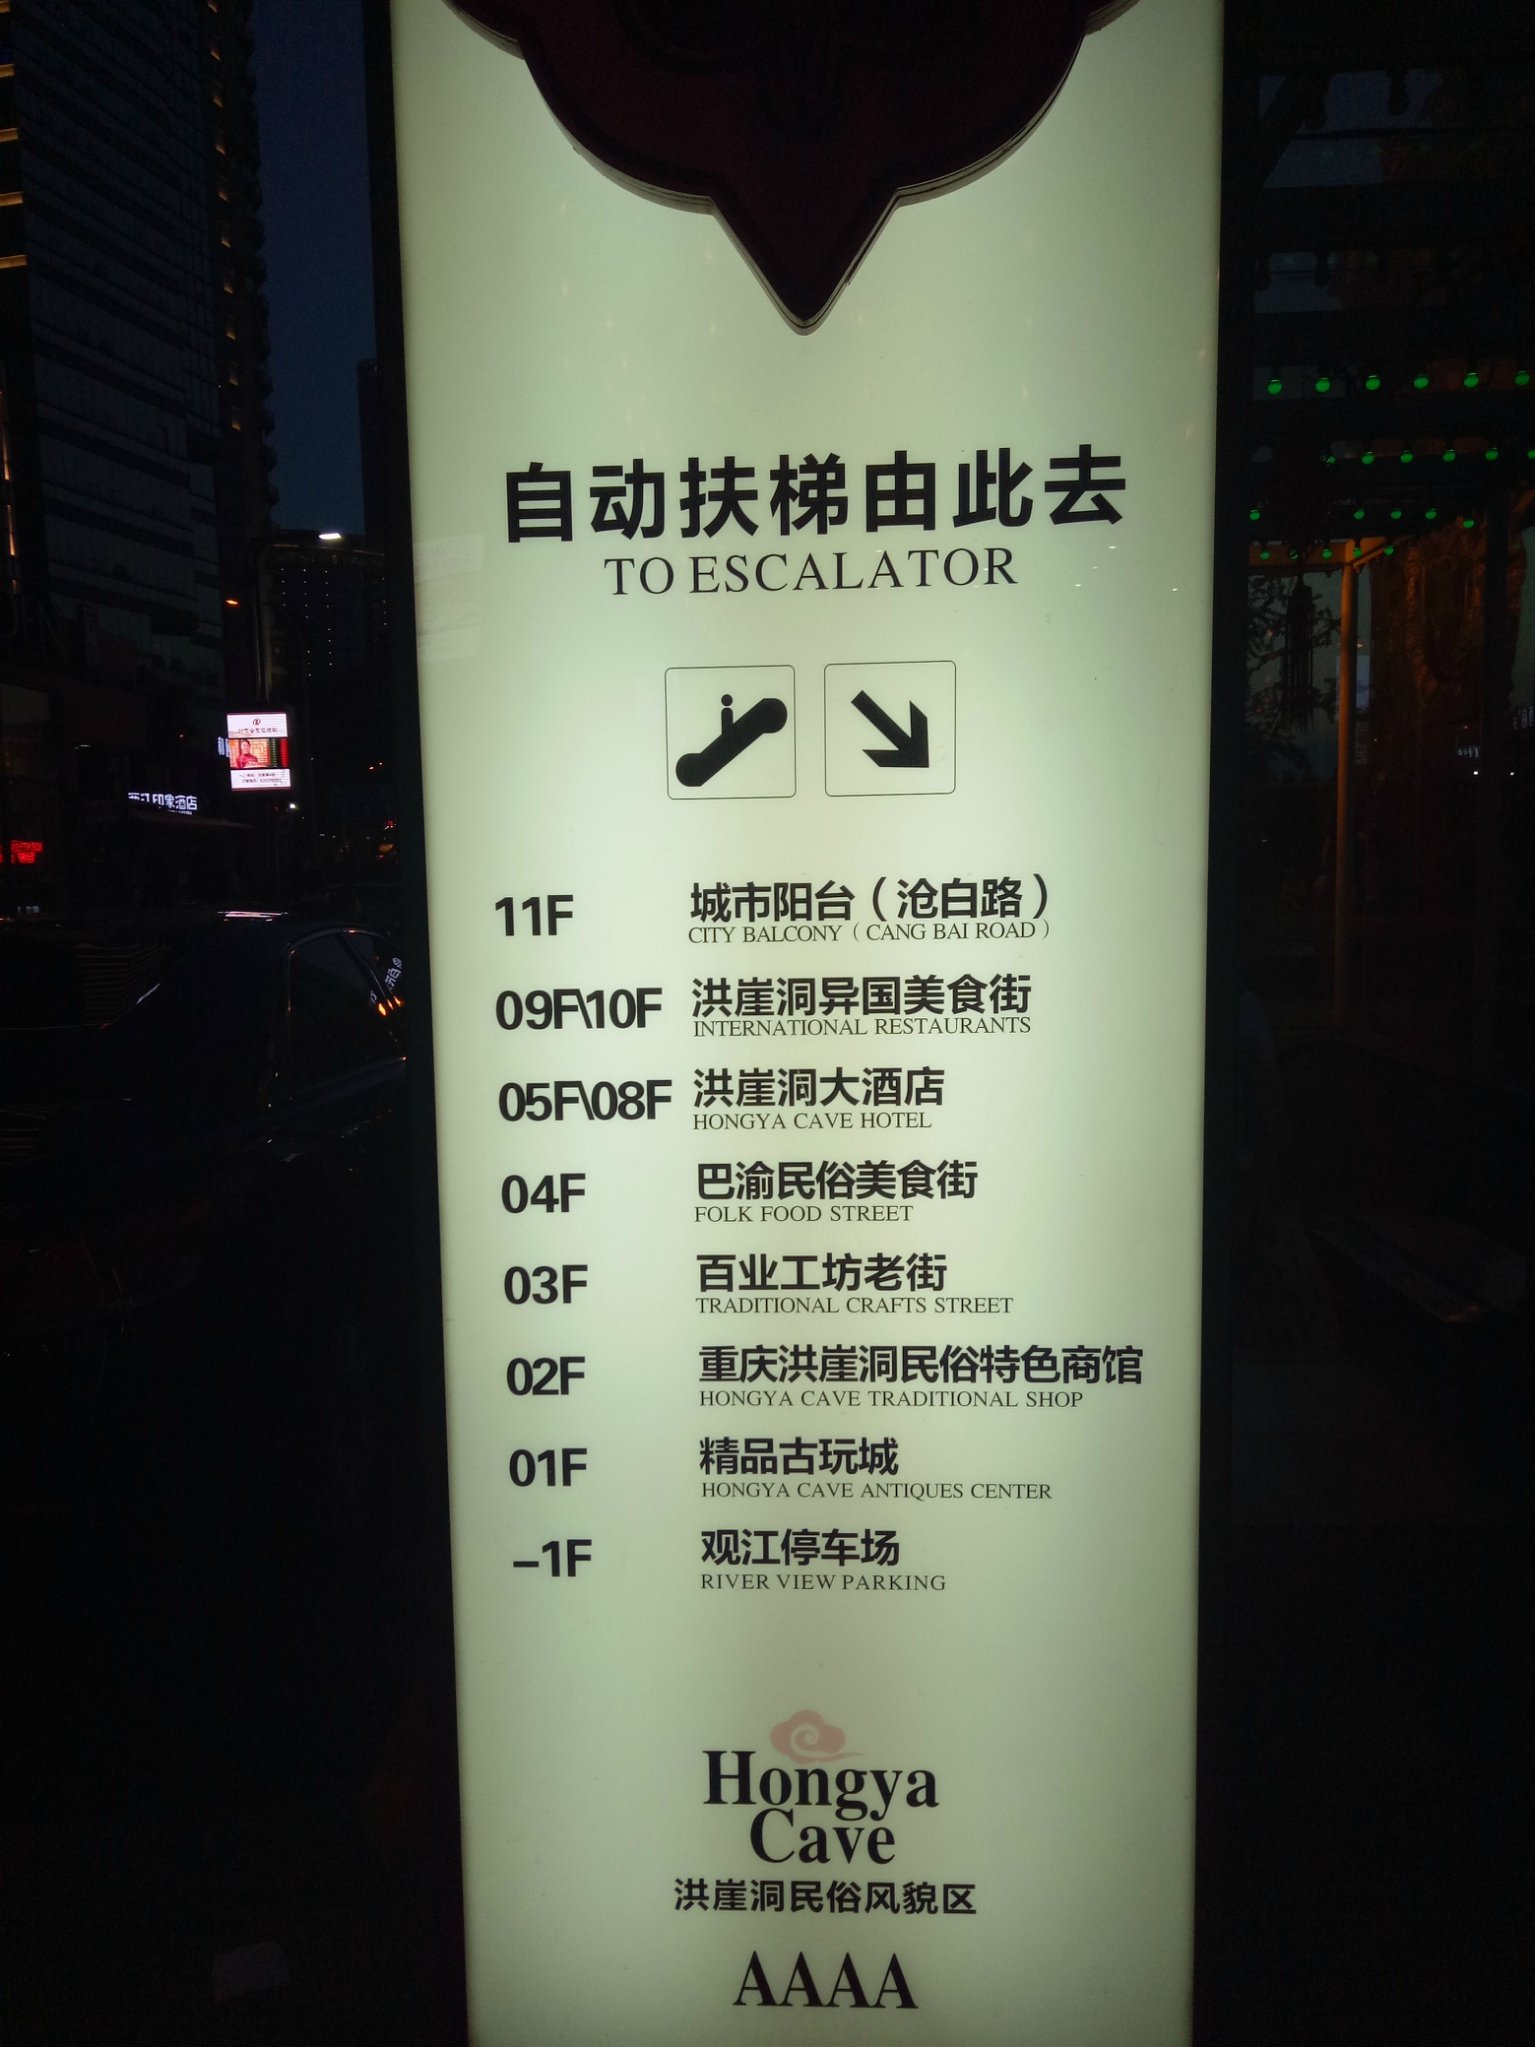 自动扶梯由此去
TO ESCALATOR
11F 城市阳台（沧白路）
CITY BALCONY（CANG BAI ROAD）
09F\10F 洪崖洞异国美食街
INTERNATIONAL RESTAURANTS
05F\08F 洪崖洞大酒店
HONGYA CAVE HOTEL
04F 巴渝民俗美食街
FOLK FOOD STREET
03F 百业工坊老街
TRADITIONAL CRAFTS STREET
02F 重庆洪崖洞民俗特色商馆
HONGYA CAVE TRADITIONAL SHOP
01F 精品古玩城
HONGYA CAVE ANTIQUES CENTER
–1F 观江停车场
RIVER VIEW PARKING
Hongya
Cave
洪崖洞民俗风貌区
AAAA
印象酒店